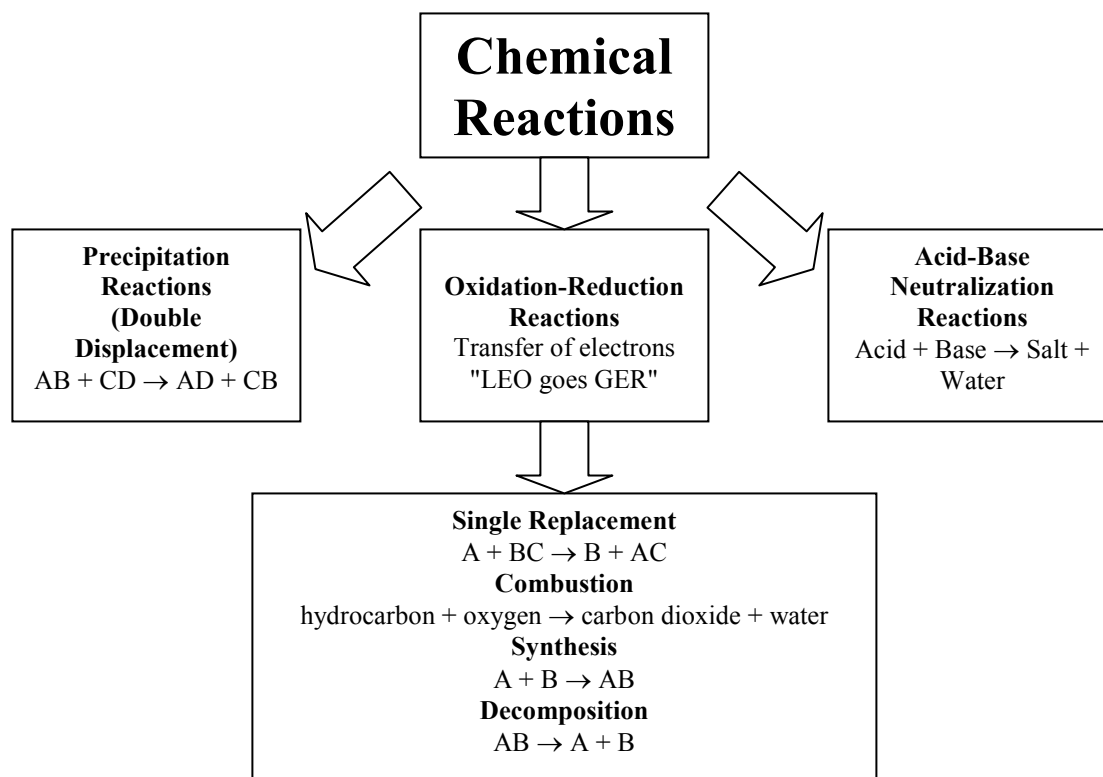 Chemical
Reactions
Precipitation
Reactions
(Double
Displacement)
AB + CD → AD + CB
Oxidation-Reduction
Reactions
Transfer of electrons
"LEO goes GER"
Acid-Base
Neutralization
Reactions
Acid + Base → Salt +
Water
Single Replacement
A + BC → B + AC
Combustion
hydrocarbon + oxygen → carbon dioxide + water
Synthesis
A + B → AB
Decomposition
AB → A + B